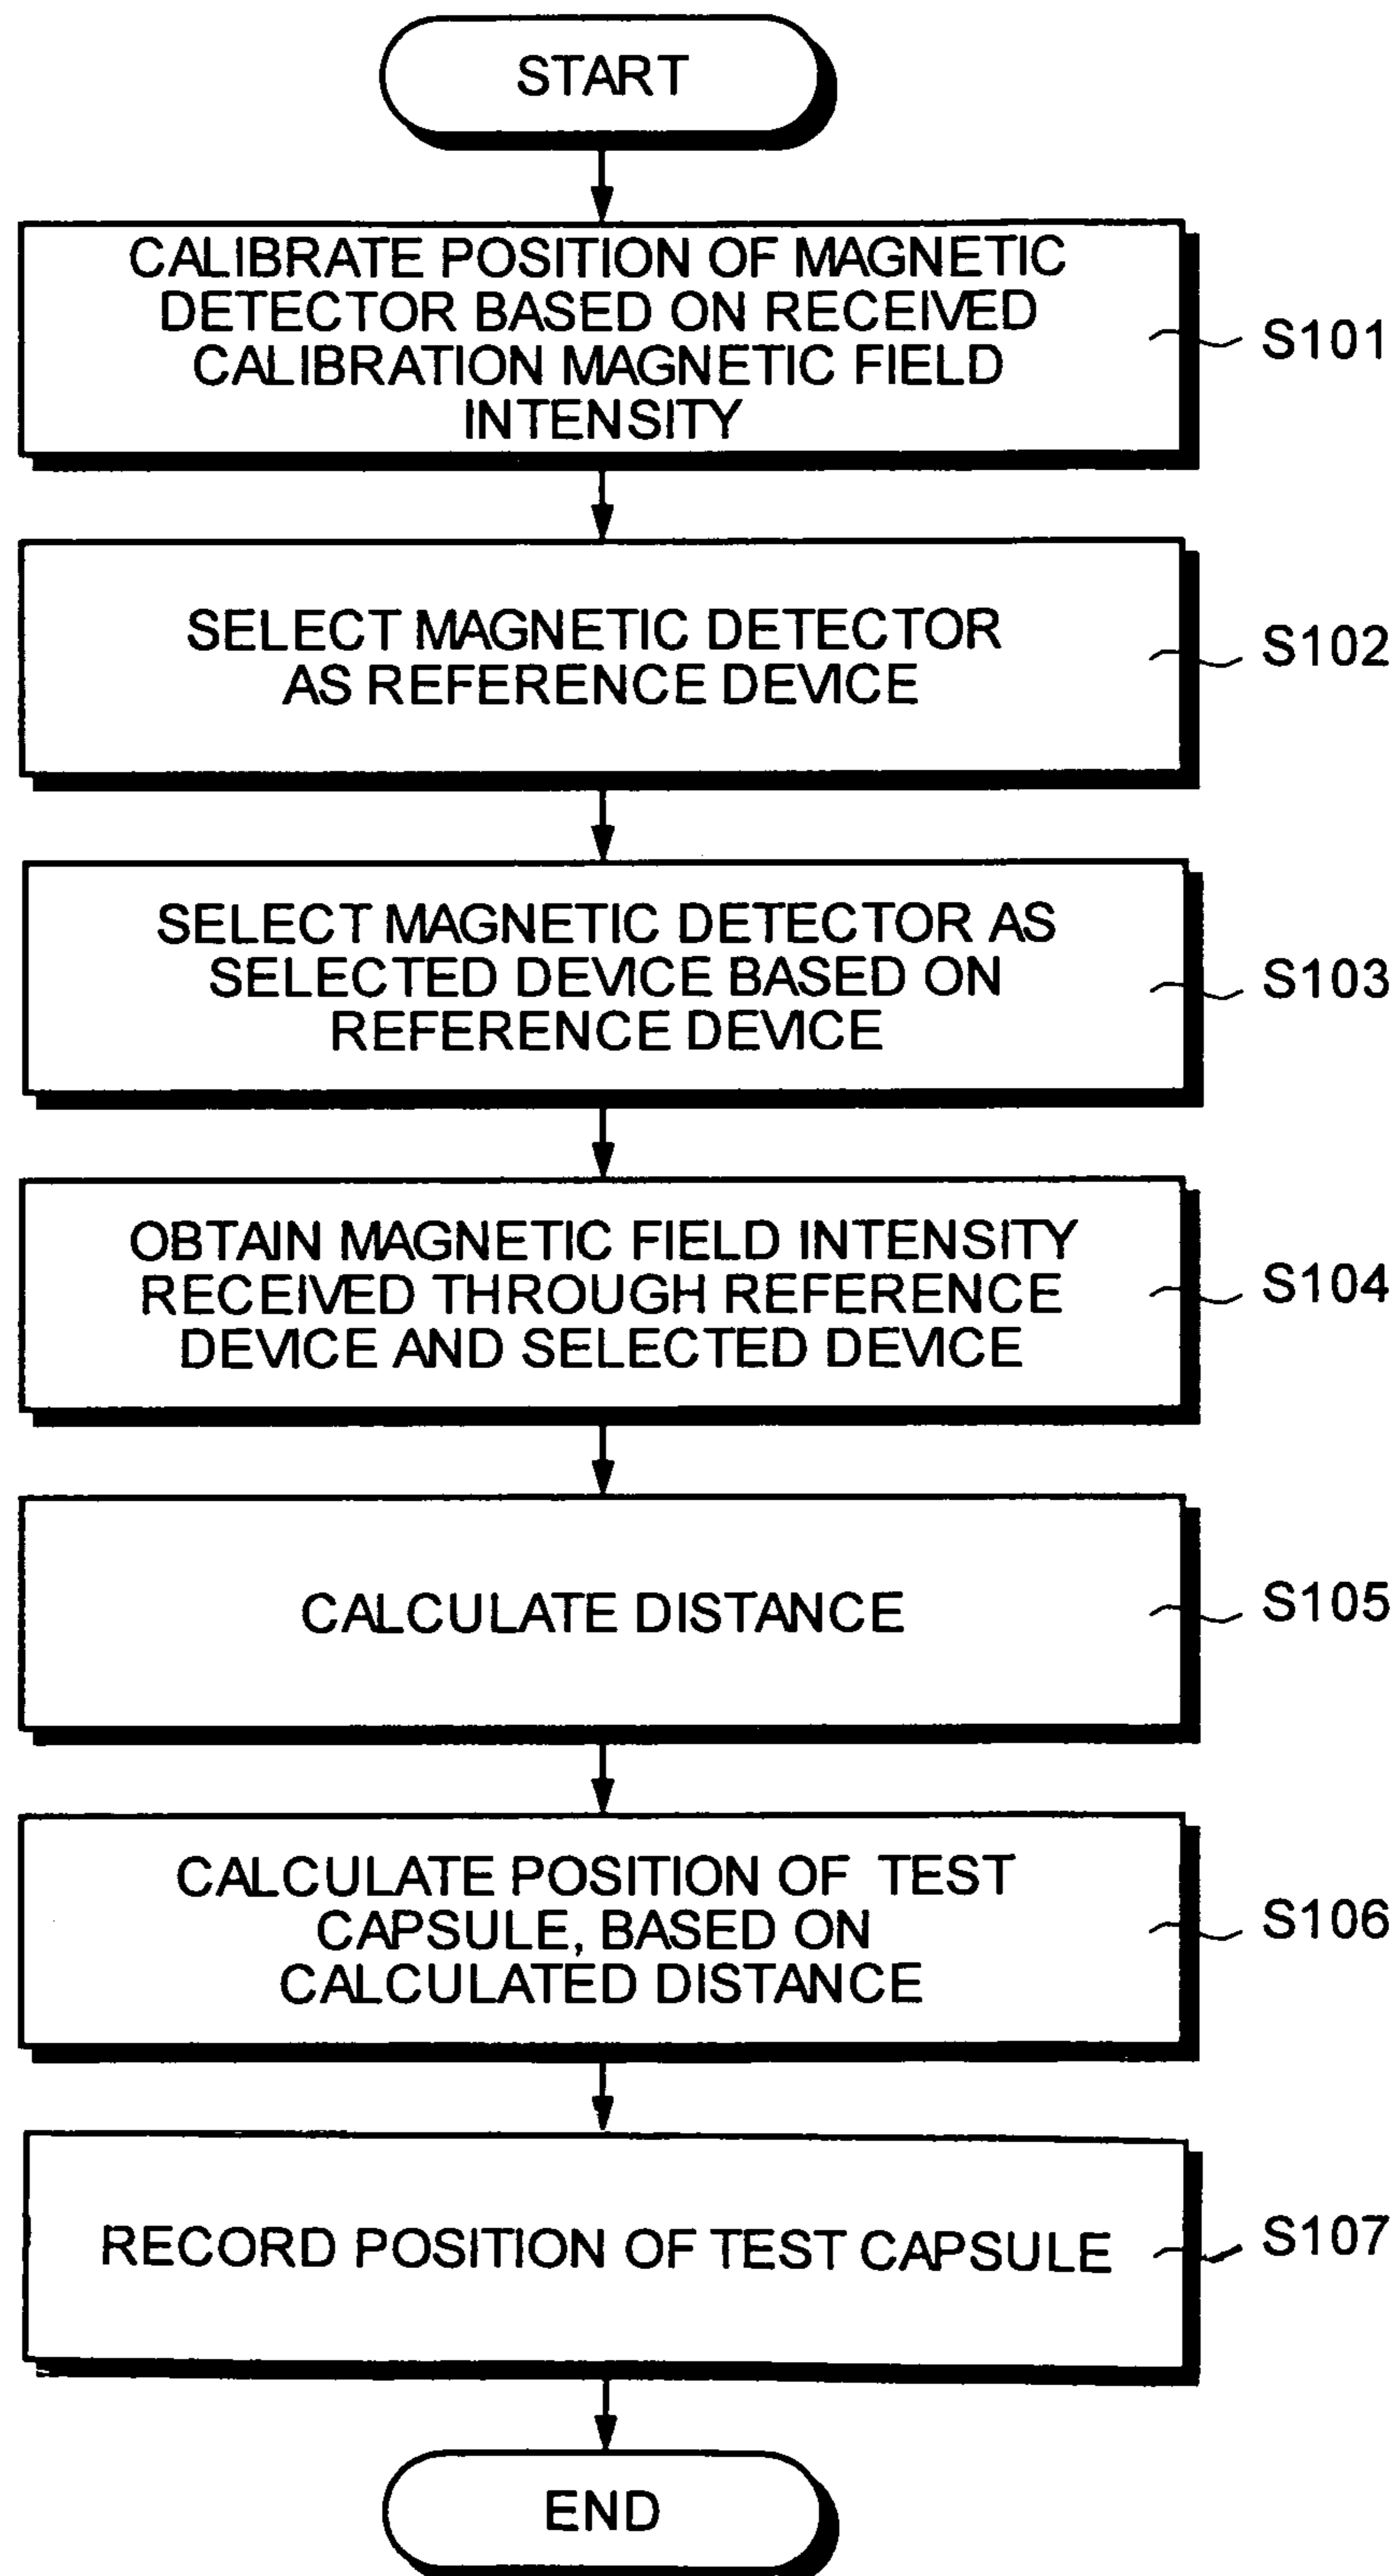 START
CALIBRATE POSITION OF MAGNETIC
DETECTOR BASED ON RECEIVED
CALIBRATION MAGNETIC FIELD
INTENSITY
S101
SELECT MAGNETIC DETECTOR
AS REFERENCE DEVICE
S102
SELECT MAGNETIC DETECTOR AS
SELECTED DEVICE BASED ON
REFERENCE DEVICE
S103
OBTAIN MAGNETIC FIELD INTENSITY
RECEIVED THROUGH REFERENCE
DEVICE AND SELECTED DEVICE
S104
CALCULATE DISTANCE
S105
CALCULATE POSITION OF TEST
CAPSULE, BASED ON
CALCULATED DISTANCE
S106
RECORD POSITION OF TEST CAPSULE
S107
END